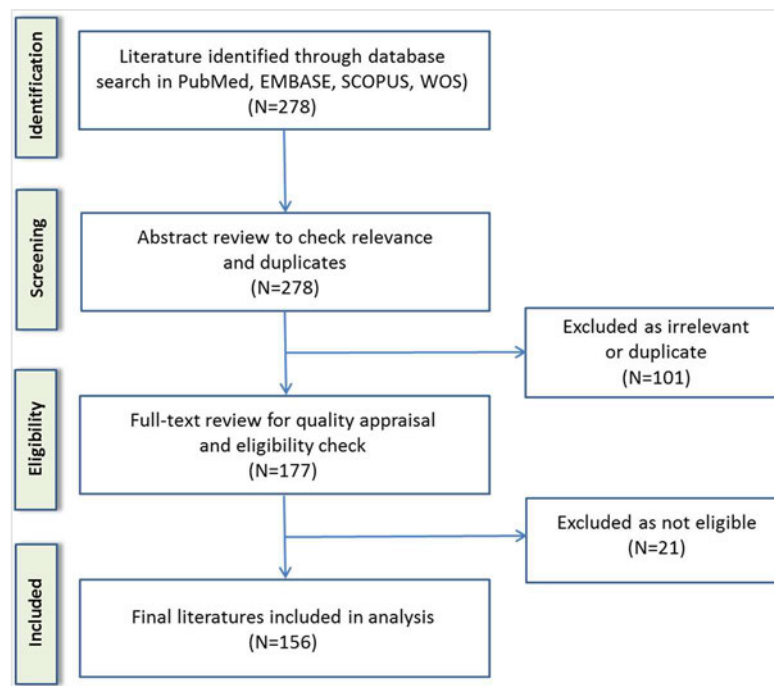 Identification
Literature identified through database
search in PubMed, EMBASE, SCOPUS, WOS)
(N=278)
Screening
Abstract review to check relevance
and duplicates
(N=278)
Excluded as irrelevant
or duplicate
(N=101)
Eligibility
Full-text review for quality appraisal
and eligibility check
(N=177)
Excluded as not eligible
(N=21)
Included
Final literatures included in analysis
(N=156)